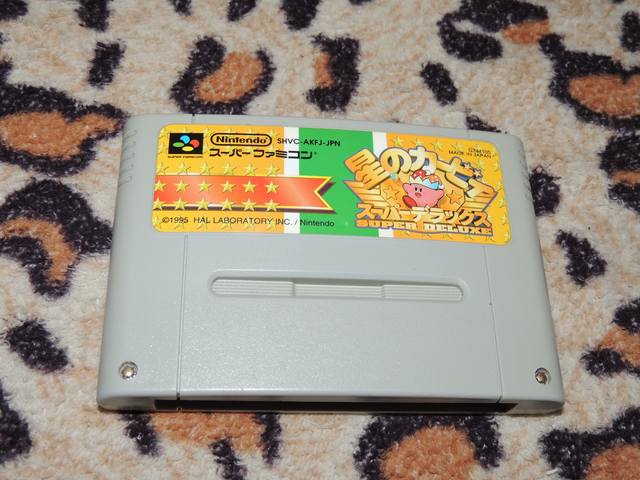 SUPER FAMICOM
Nintendo
SHVC-AKFJ-JPN
スーパーファミコン®
©1995 HAL LABORATORY INC. / Nintendo
MADE IN JAPAN
星のカービィ
スーパーデラックス
SUPER DELUXE